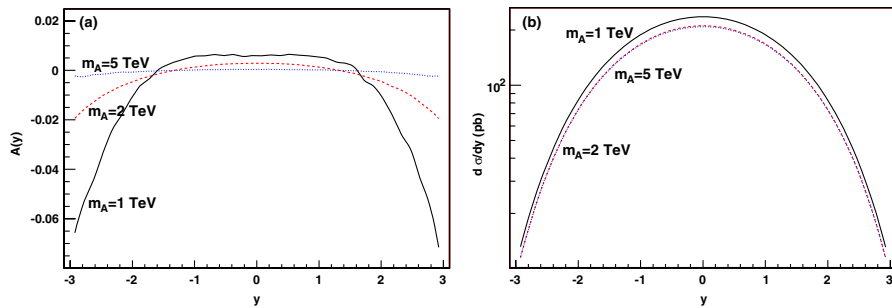 (a)
0.02
0
-0.02
-0.04
-0.06
A(y)
m_A=5 TeV
m_A=2 TeV
m_A=1 TeV
-3 -2 -1 0 1 2 3
y
(b)
10²
d σ/dy (pb)
m_A=1 TeV
m_A=5 TeV
m_A=2 TeV
-3 -2 -1 0 1 2 3
y